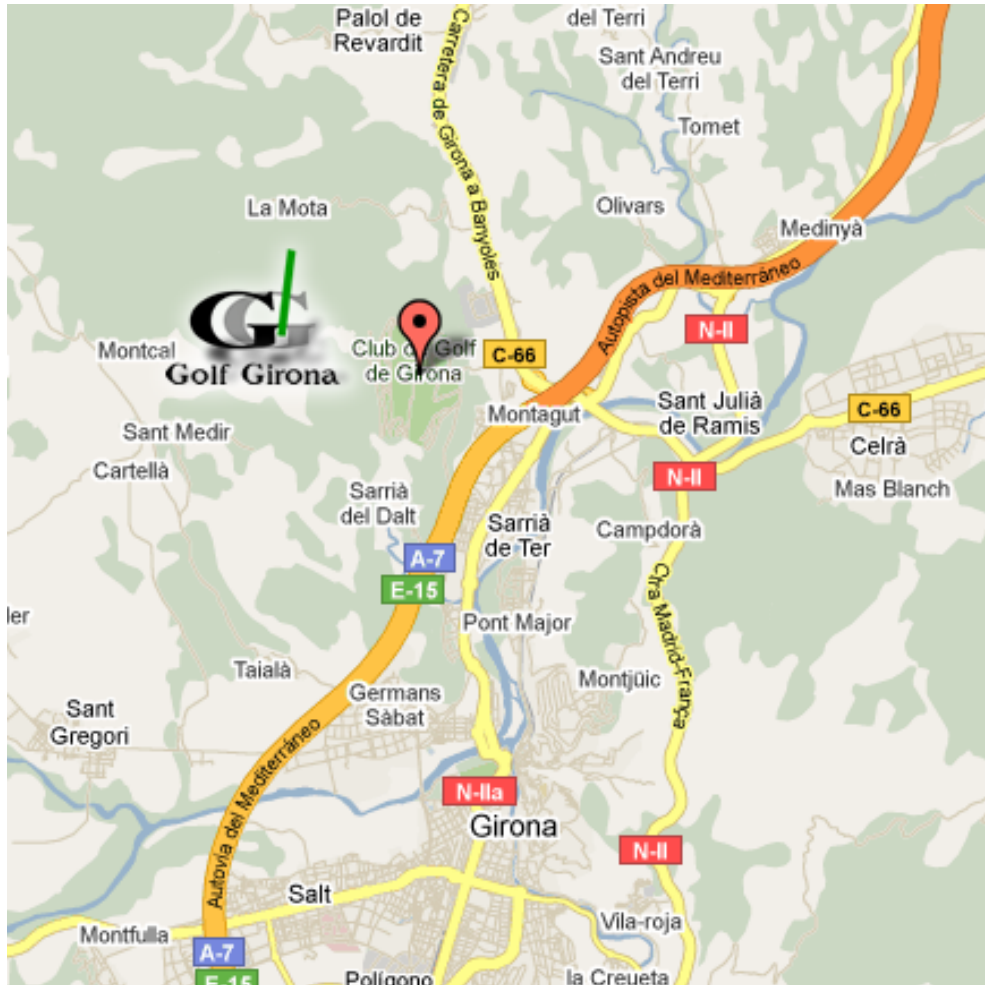 Palol de
Revardit
del Terri
Sant Andreu
del Terri
Tomet
Carretera de Girona a Banyoles
La Mota
Olivars
Medinyà
Autopista del Mediterráneo
N-II
Golf Girona
Montcal
Club de Golf
de Girona
C-66
Montagut
Sant Julià
de Ramis
C-66
Celrà
Sant Medir
Cartellà
N-II
Mas Blanch
Sarrià
del Dalt
Sarrià
de Ter
Campdorà
A-7
E-15
Ctra Madrid-França
ler
Pont Major
Taialà
Montjüic
Germans
Sàbat
Sant
Gregori
Autovía del Mediterráneo
N-IIa
Girona
N-II
Salt
Vila-roja
Montfulla
A-7
E-15
Polígono
la Creueta